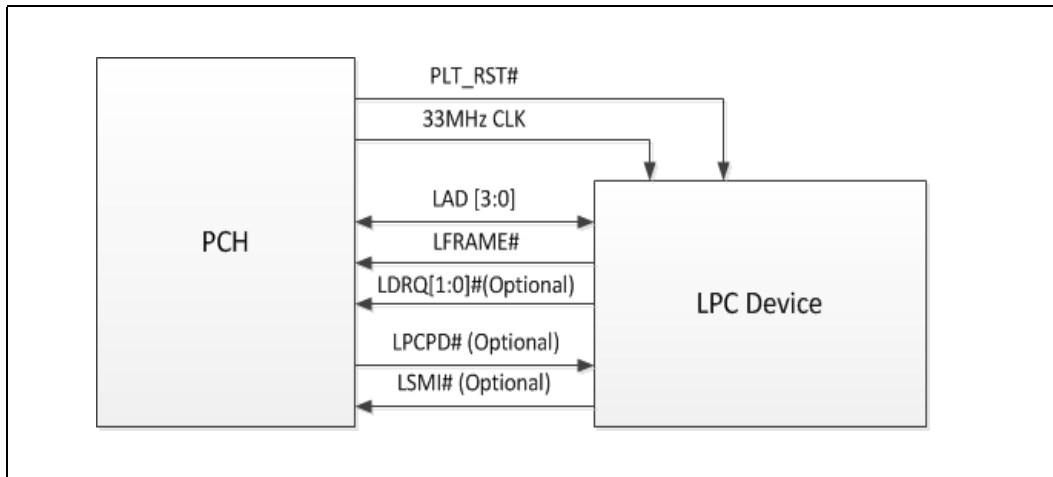 PLT_RST#
33MHz CLK
LAD [3:0]
PCH
LFRAME#
LDRQ[1:0]#(Optional)
LPC Device
LPCPD# (Optional)
LSMI# (Optional)